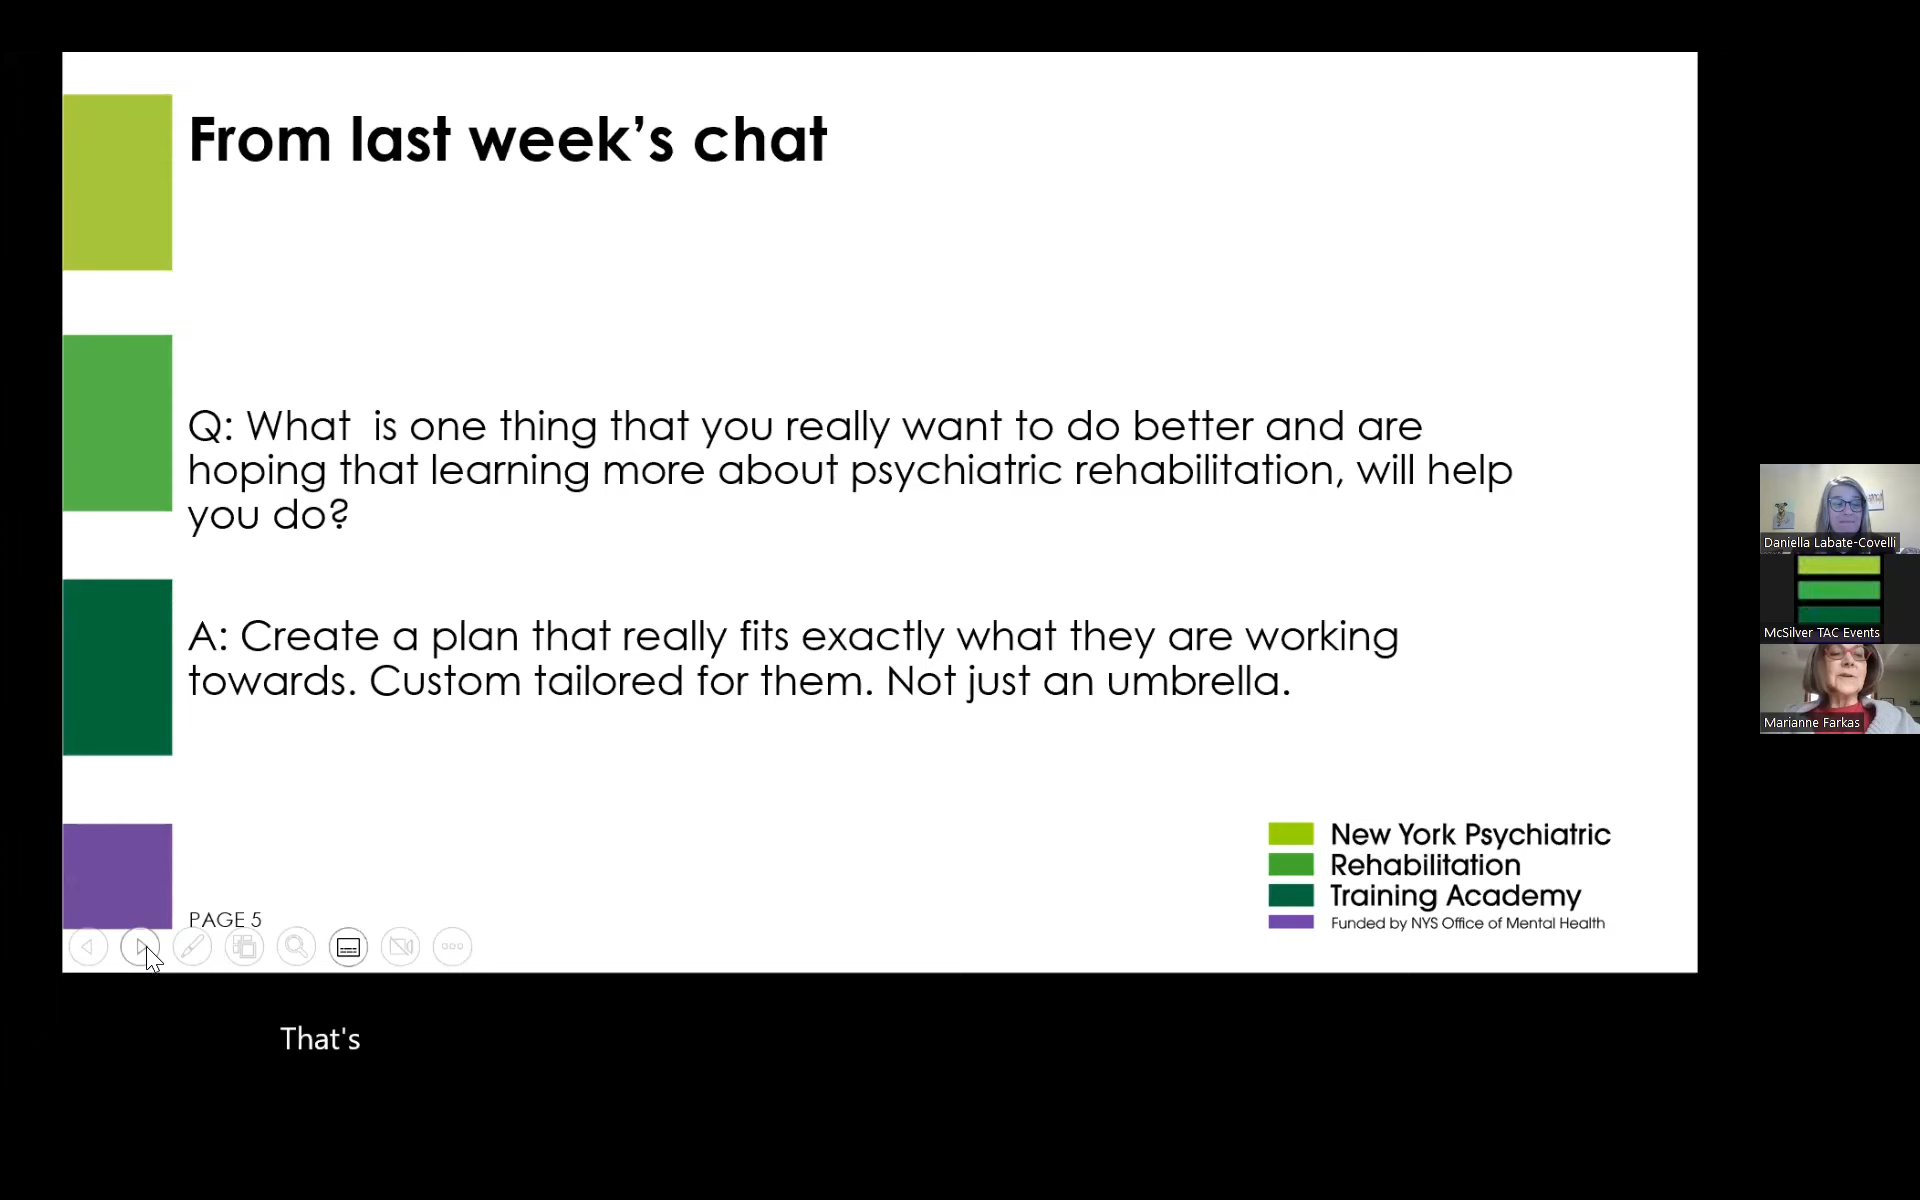 From last week’s chat
Q: What  is one thing that you really want to do better and are
hoping that learning more about psychiatric rehabilitation, will help
you do?
A: Create a plan that really fits exactly what they are working
towards. Custom tailored for them. Not just an umbrella.
New York Psychiatric
Rehabilitation
Training Academy
Funded by NYS Office of Mental Health
PAGE 5
Daniella Labate-Covelli
McSilver TAC Events
Marianne Farkas
That's